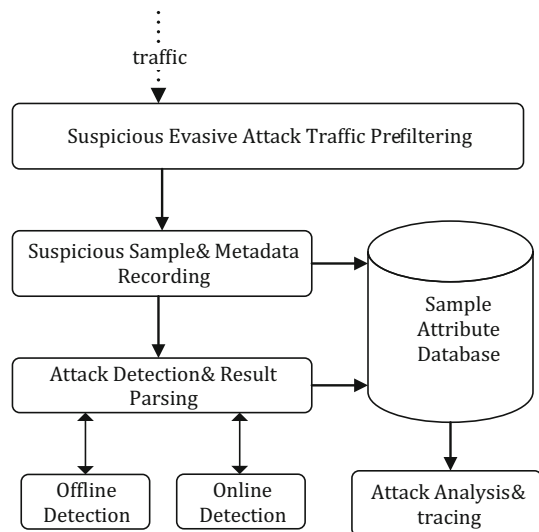 traffic
Suspicious Evasive Attack Traffic Prefiltering
Suspicious Sample& Metadata
Recording
Sample
Attribute
Database
Attack Detection& Result
Parsing
Offline
Detection
Online
Detection
Attack Analysis&
tracing